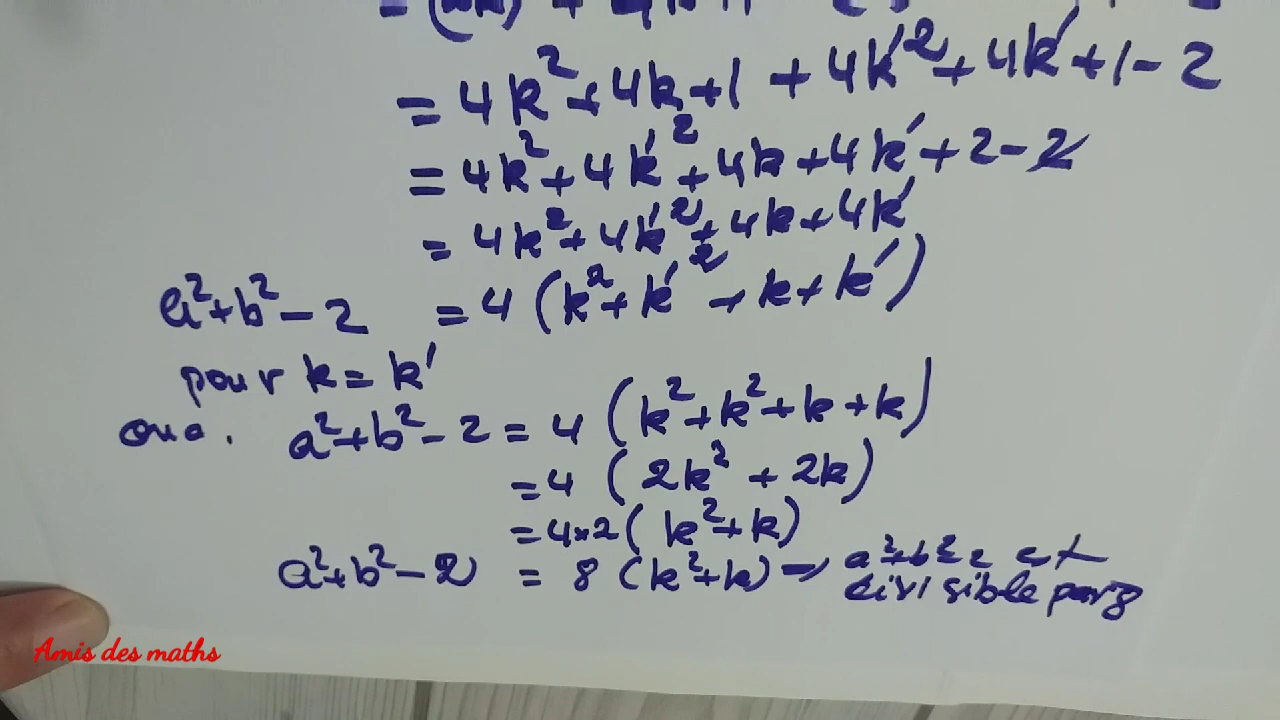 = 4k² + 4k + 1 + 4k'² + 4k' + 1 - 2
= 4k² + 4k'² + 4k + 4k' + 2 - 2
= 4k² + 4k'² + 4k + 4k'
a² + b² - 2 = 4 (k² + k'² + k + k')
pour k = k'
on a. a² + b² - 2 = 4 (k² + k² + k + k)
= 4 (2k² + 2k)
= 4×2 (k² + k)
a² + b² - 2 = 8 (k² + k) ⇒ a² + b² - 2 est
divisible par 8
Amis des maths